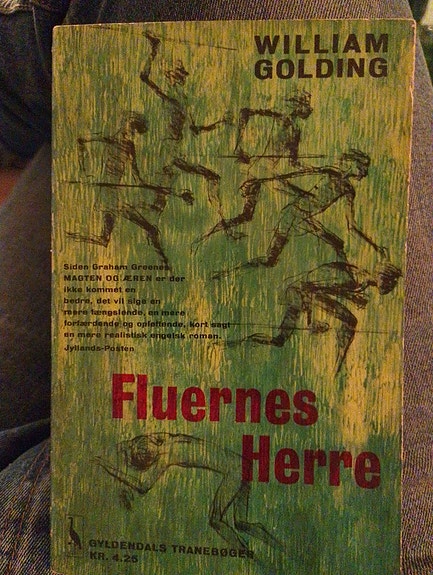 WILLIAM
GOLDING
Siden Graham Greenes
MAGTEN OG ÆREN er der
ikke kommet en
bedre, det vil sige en
mere fængslende, en mere
forfærdende og opløftende, kort sagt
en mere realistisk engelsk roman.
Jyllands-Posten
Fluernes
Herre
GYLDENDALS TRANEBØGER
KR. 4.25